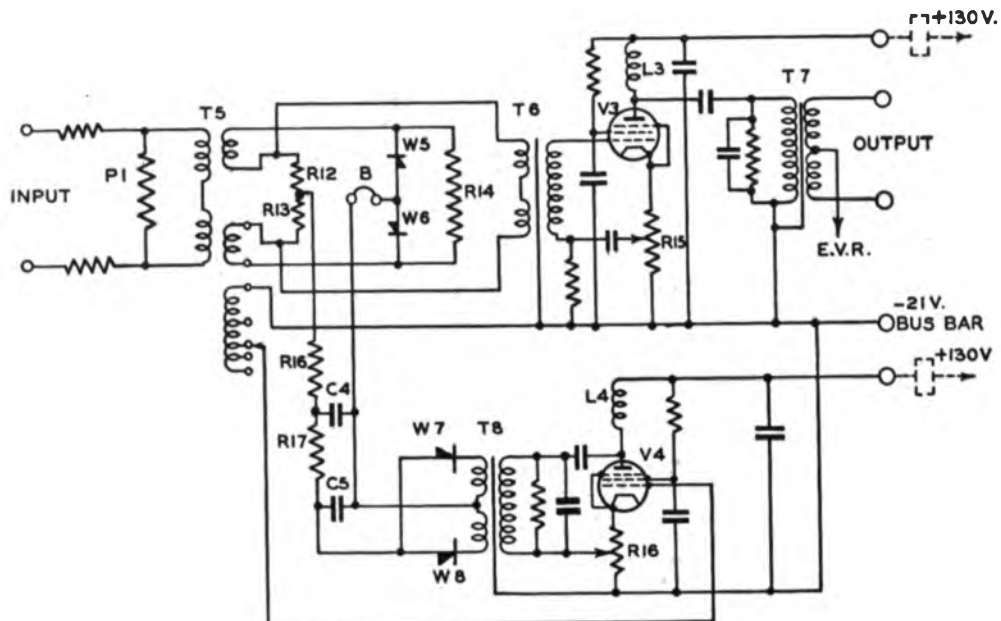 +130V.
L3
T7
T5
T6
V3
W5
P1
R12
B
R14
OUTPUT
INPUT
R13
W6
R15
E.V.R.
-21V.
BUS BAR
+130V
R16
L4
C4
W7
T8
R17
V4
C5
R16
W8